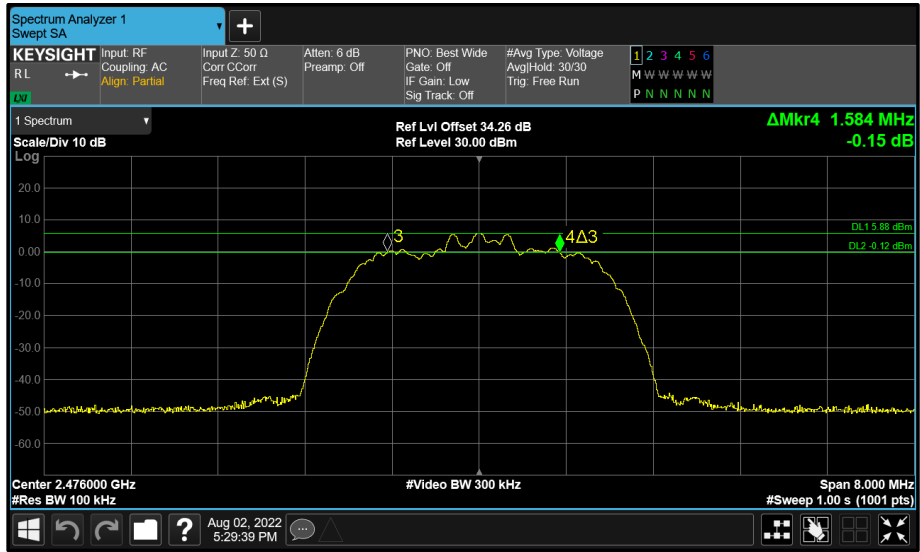 Spectrum Analyzer 1
Swept SA
+
KEYSIGHT
RL
LXI
Input: RF
Coupling: AC
Align: Partial
Input Z: 50 Ω
Corr CCorr
Freq Ref: Ext (S)
Atten: 6 dB
Preamp: Off
PNO: Best Wide
Gate: Off
IF Gain: Low
Sig Track: Off
#Avg Type: Voltage
Avg|Hold: 30/30
Trig: Free Run
1 2 3 4 5 6
M W W W W W
P N N N N N
1 Spectrum
Scale/Div 10 dB
Ref Lvl Offset 34.26 dB
Ref Level 30.00 dBm
ΔMkr4 1.584 MHz
-0.15 dB
Log
20.0
10.0
0.00
-10.0
-20.0
-30.0
-40.0
-50.0
-60.0
3
4Δ3
DL1 5.88 dBm
DL2 -0.12 dBm
Center 2.476000 GHz
#Video BW 300 kHz
Span 8.000 MHz
#Res BW 100 kHz
#Sweep 1.00 s (1001 pts)
?
Aug 02, 2022
5:29:39 PM